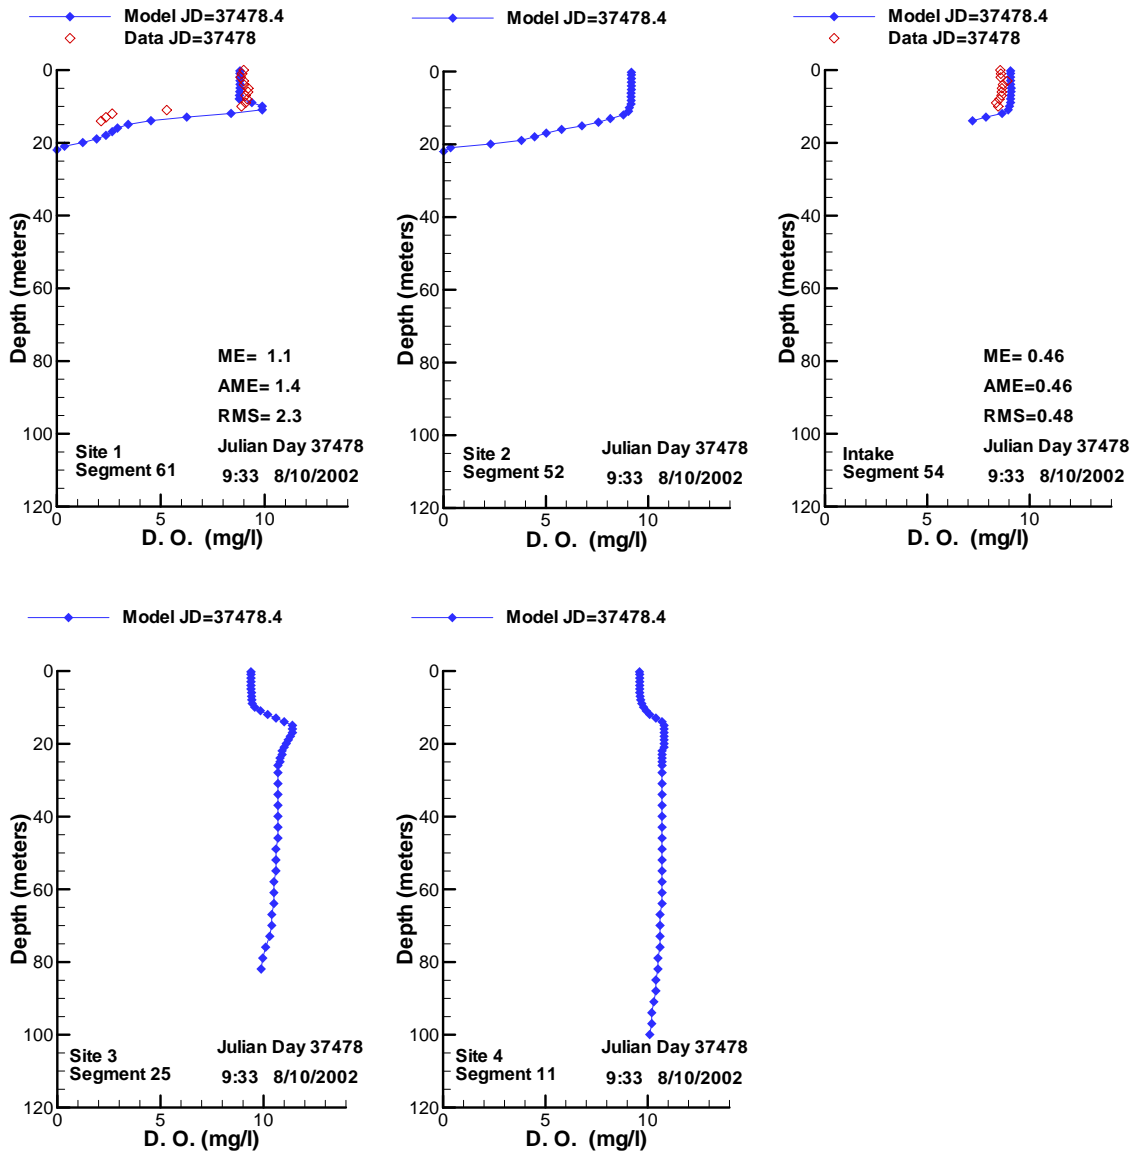 Model JD=37478.4
Data JD=37478
0
20
40
60
80
100
120
Depth (meters)
ME= 1.1
AME= 1.4
RMS= 2.3
Site 1
Segment 61
Julian Day 37478
9:33 8/10/2002
0 5 10
D. O. (mg/l)
Model JD=37478.4
0
20
40
60
80
100
120
Depth (meters)
Site 2
Segment 52
Julian Day 37478
9:33 8/10/2002
0 5 10
D. O. (mg/l)
Model JD=37478.4
Data JD=37478
0
20
40
60
80
100
120
Depth (meters)
ME= 0.46
AME=0.46
RMS=0.48
Intake
Segment 54
Julian Day 37478
9:33 8/10/2002
0 5 10
D. O. (mg/l)
Model JD=37478.4
0
20
40
60
80
100
120
Depth (meters)
Site 3
Segment 25
Julian Day 37478
9:33 8/10/2002
0 5 10
D. O. (mg/l)
Model JD=37478.4
0
20
40
60
80
100
120
Depth (meters)
Site 4
Segment 11
Julian Day 37478
9:33 8/10/2002
0 5 10
D. O. (mg/l)